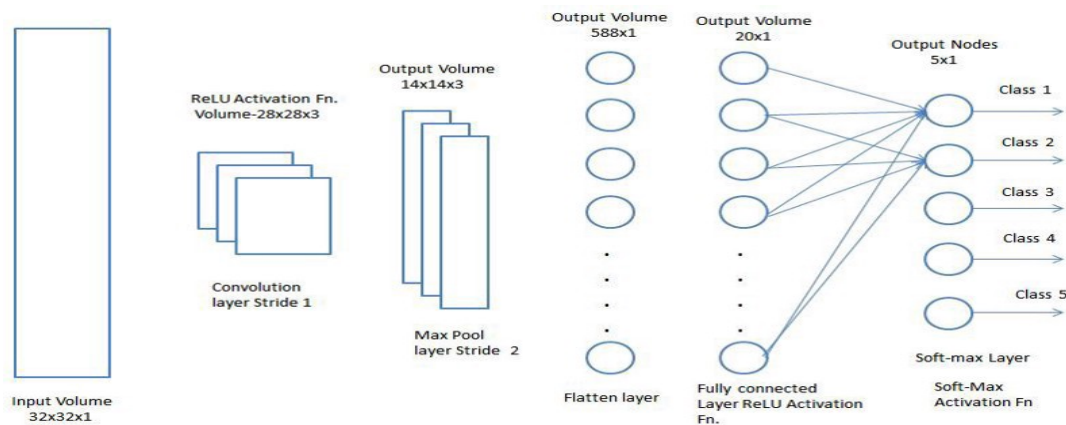 Input Volume
32x32x1
ReLU Activation Fn.
Volume-28x28x3
Convolution
layer Stride 1
Output Volume
14x14x3
Max Pool
layer Stride 2
Output Volume
588x1
Flatten layer
Output Volume
20x1
Fully connected
Layer ReLU Activation
Fn.
Output Nodes
5x1
Class 1
Class 2
Class 3
Class 4
Class 5
Soft-max Layer
Soft-Max
Activation Fn